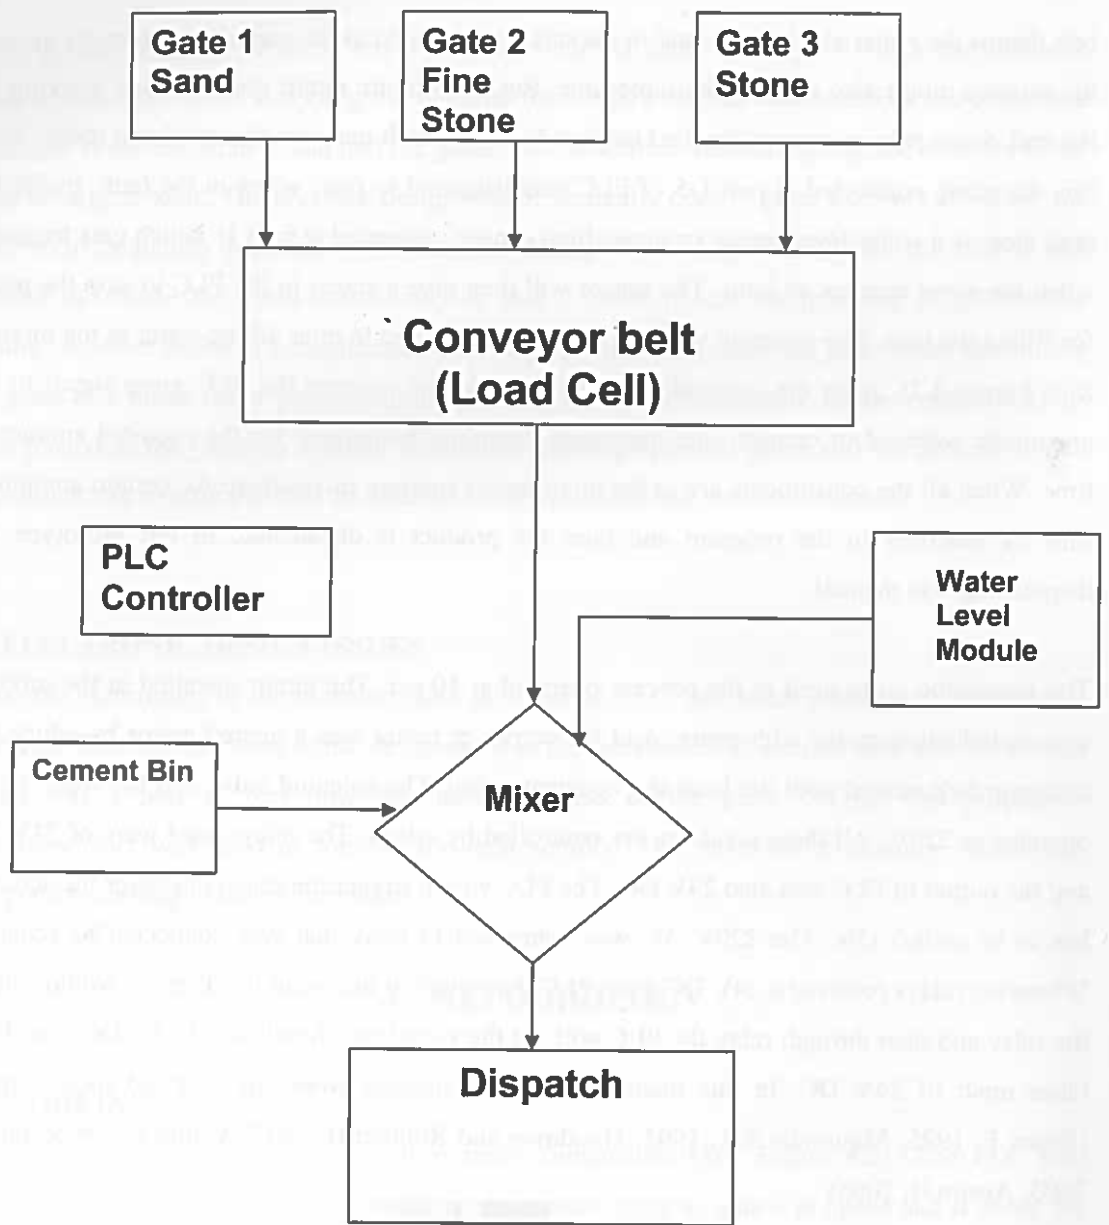 Gate 1
Sand
Gate 2
Fine
Stone
Gate 3
Stone
Conveyor belt
(Load Cell)
PLC
Controller
Water
Level
Module
Cement Bin
Mixer
Dispatch